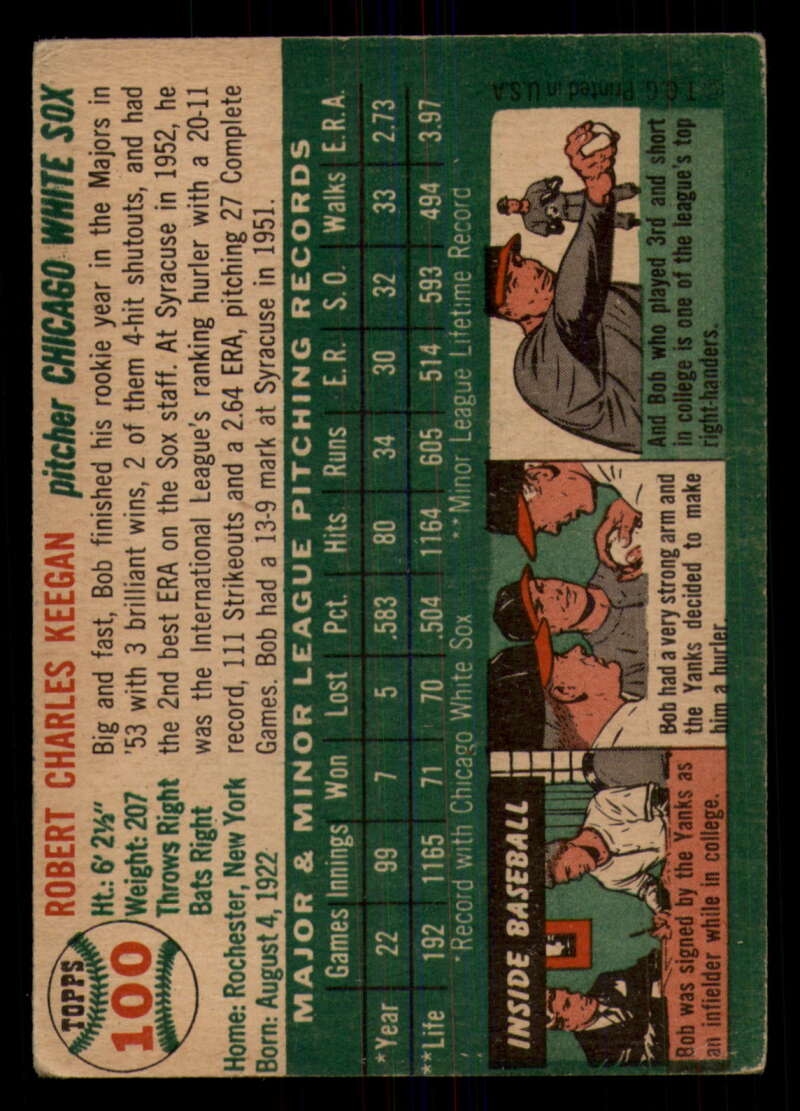 TOPPS
100
ROBERT CHARLES KEEGAN pitcher CHICAGO WHITE SOX
Ht.: 6' 2½"
Weight: 207
Throws Right
Bats Right
Home: Rochester, New York
Born: August 4, 1922
Big and fast, Bob finished his rookie year in the Majors in
'53 with 3 brilliant wins, 2 of them 4-hit shutouts, and had
the 2nd best ERA on the Sox staff. At Syracuse in 1952, he
was the International League's ranking hurler with a 20-11
record, 111 Strikeouts and a 2.64 ERA, pitching 27 Complete
Games. Bob had a 13-9 mark at Syracuse in 1951.
MAJOR & MINOR LEAGUE PITCHING RECORDS
Games Innings Won Lost Pct. Hits Runs E.R. S.O. Walks E.R.A.
*Year 22 99 7 5 .583 80 34 30 32 33 2.73
**Life 192 1165 71 70 .504 1164 605 514 593 494 3.97
*Record with Chicago White Sox **Minor League Lifetime Record
INSIDE BASEBALL
Bob was signed by the Yanks as
an infielder while in college.
Bob had a very strong arm and
the Yanks decided to make
him a hurler.
And Bob who played 3rd and short
in college is one of the league's top
right-handers.
T.C.G. Printed in U.S.A